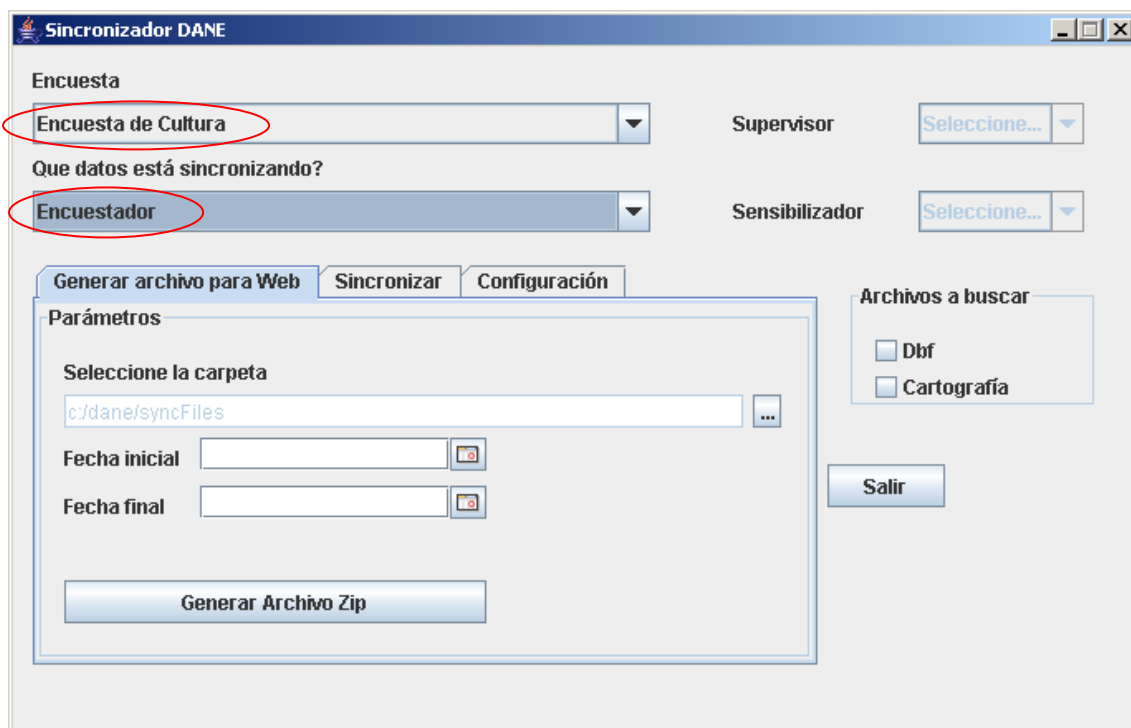 Sincronizador DANE
Encuesta
Encuesta de Cultura
Supervisor
Seleccione...
Que datos está sincronizando?
Encuestador
Sensibilizador
Seleccione...
Generar archivo para Web
Sincronizar
Configuración
Parámetros
Seleccione la carpeta
c:/dane/syncFiles
...
Fecha inicial
Fecha final
Generar Archivo Zip
Archivos a buscar
Dbf
Cartografía
Salir